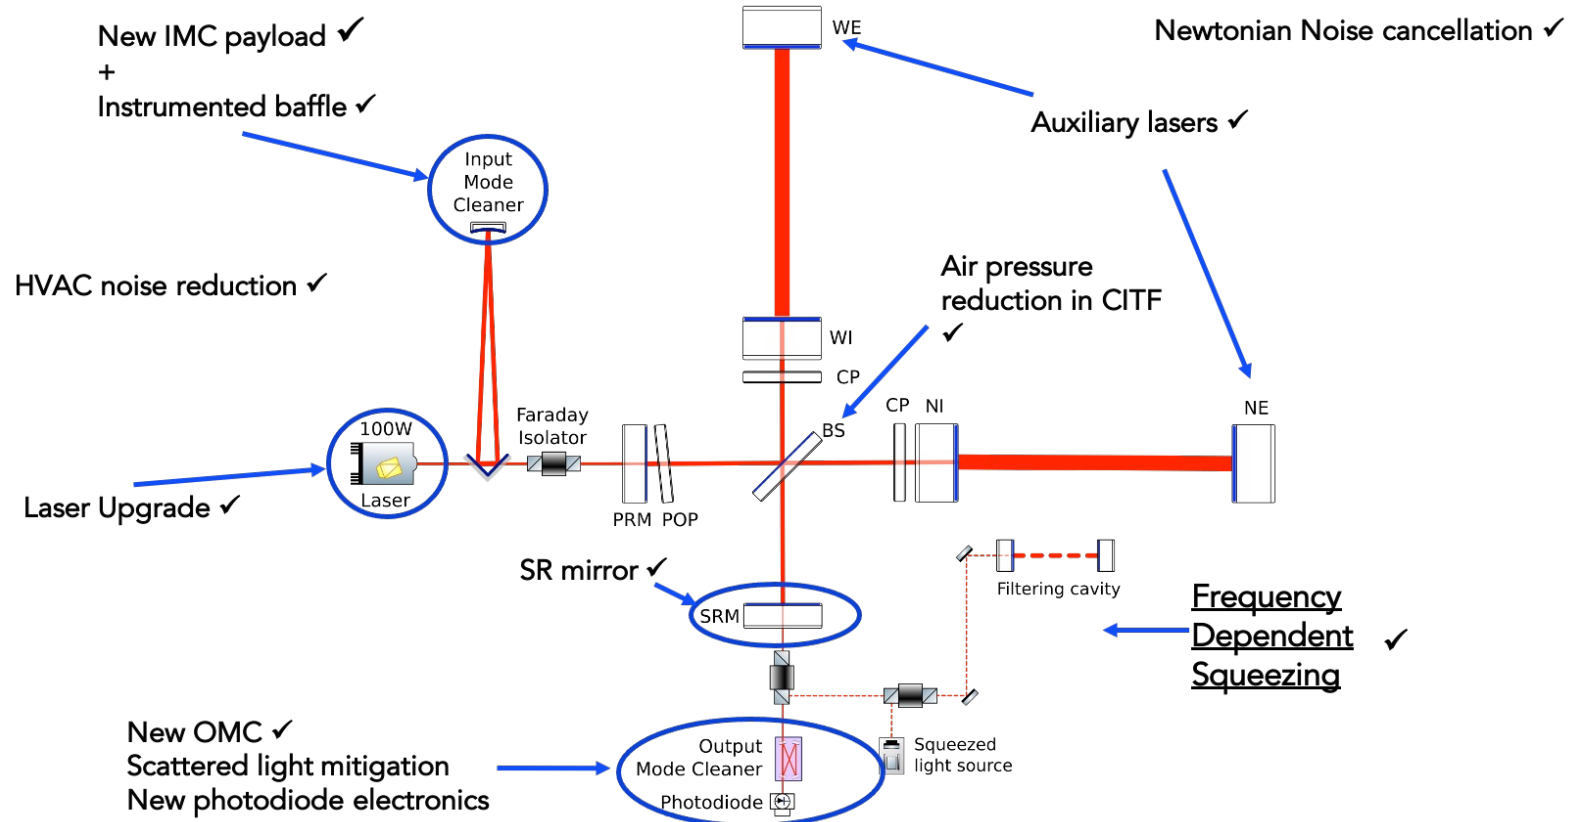 New IMC payload ✓
+
Instrumented baffle ✓
WE
Newtonian Noise cancellation ✓
Auxiliary lasers ✓
Input
Mode
Cleaner
HVAC noise reduction ✓
Air pressure
reduction in CITF
✓
WI
CP
Faraday
Isolator
CP
NI
NE
BS
100W
Laser
Laser Upgrade ✓
PRM
POP
SR mirror ✓
SRM
Filtering cavity
Frequency
Dependent ✓
Squeezing
New OMC ✓
Scattered light mitigation
New photodiode electronics
Output
Mode Cleaner
Photodiode
Squeezed
light source